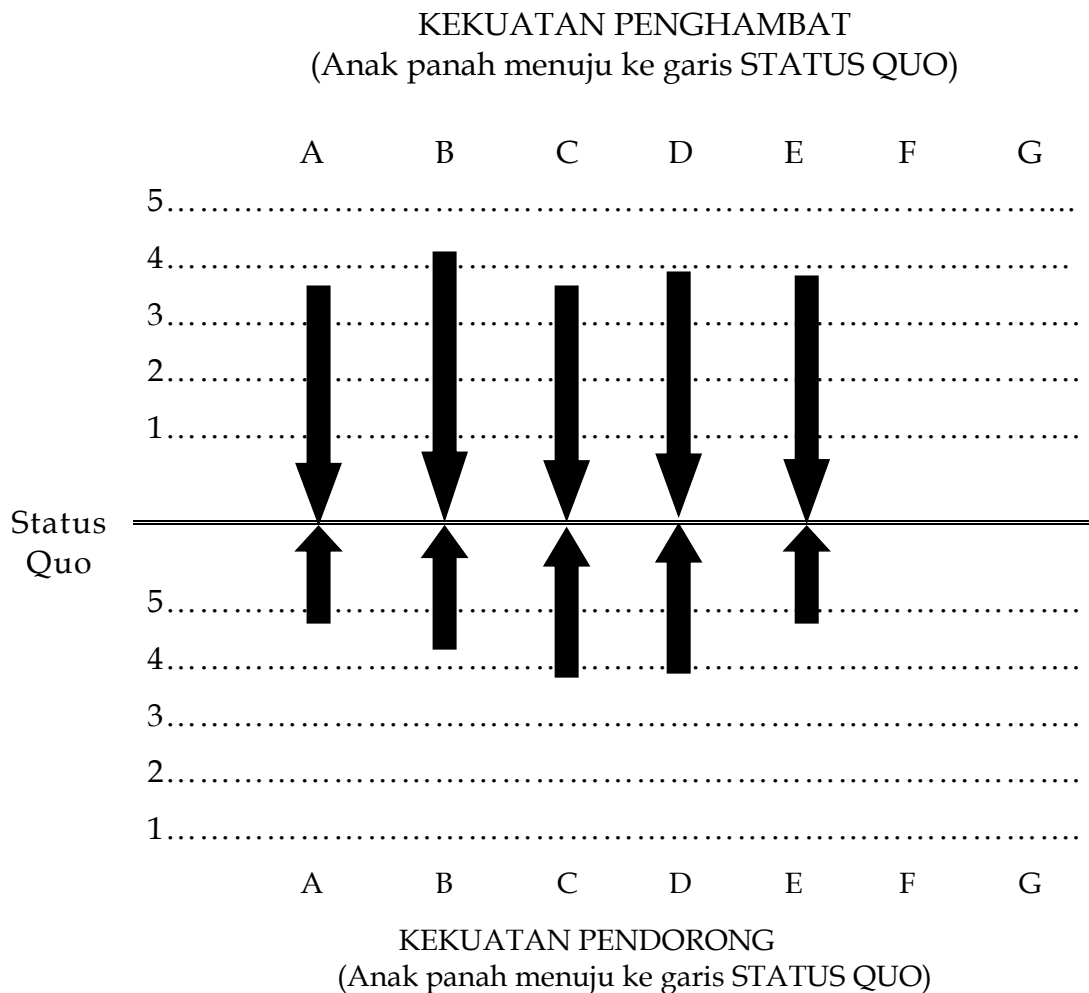 KEKUATAN PENGHAMBAT
(Anak panah menuju ke garis STATUS QUO)
A B C D E F G
5……………………………………………………………………....
4……………………………………………………………………
3…………………………………………………………………….
2…………………………………………………………………….
1…………………………………………………………………….
Status
Quo
5…………………………………………………………………….
4…………………………………………………………………….
3…………………………………………………………………….
2…………………………………………………………………….
1…………………………………………………………………….
A B C D E F G
KEKUATAN PENDORONG
(Anak panah menuju ke garis STATUS QUO)